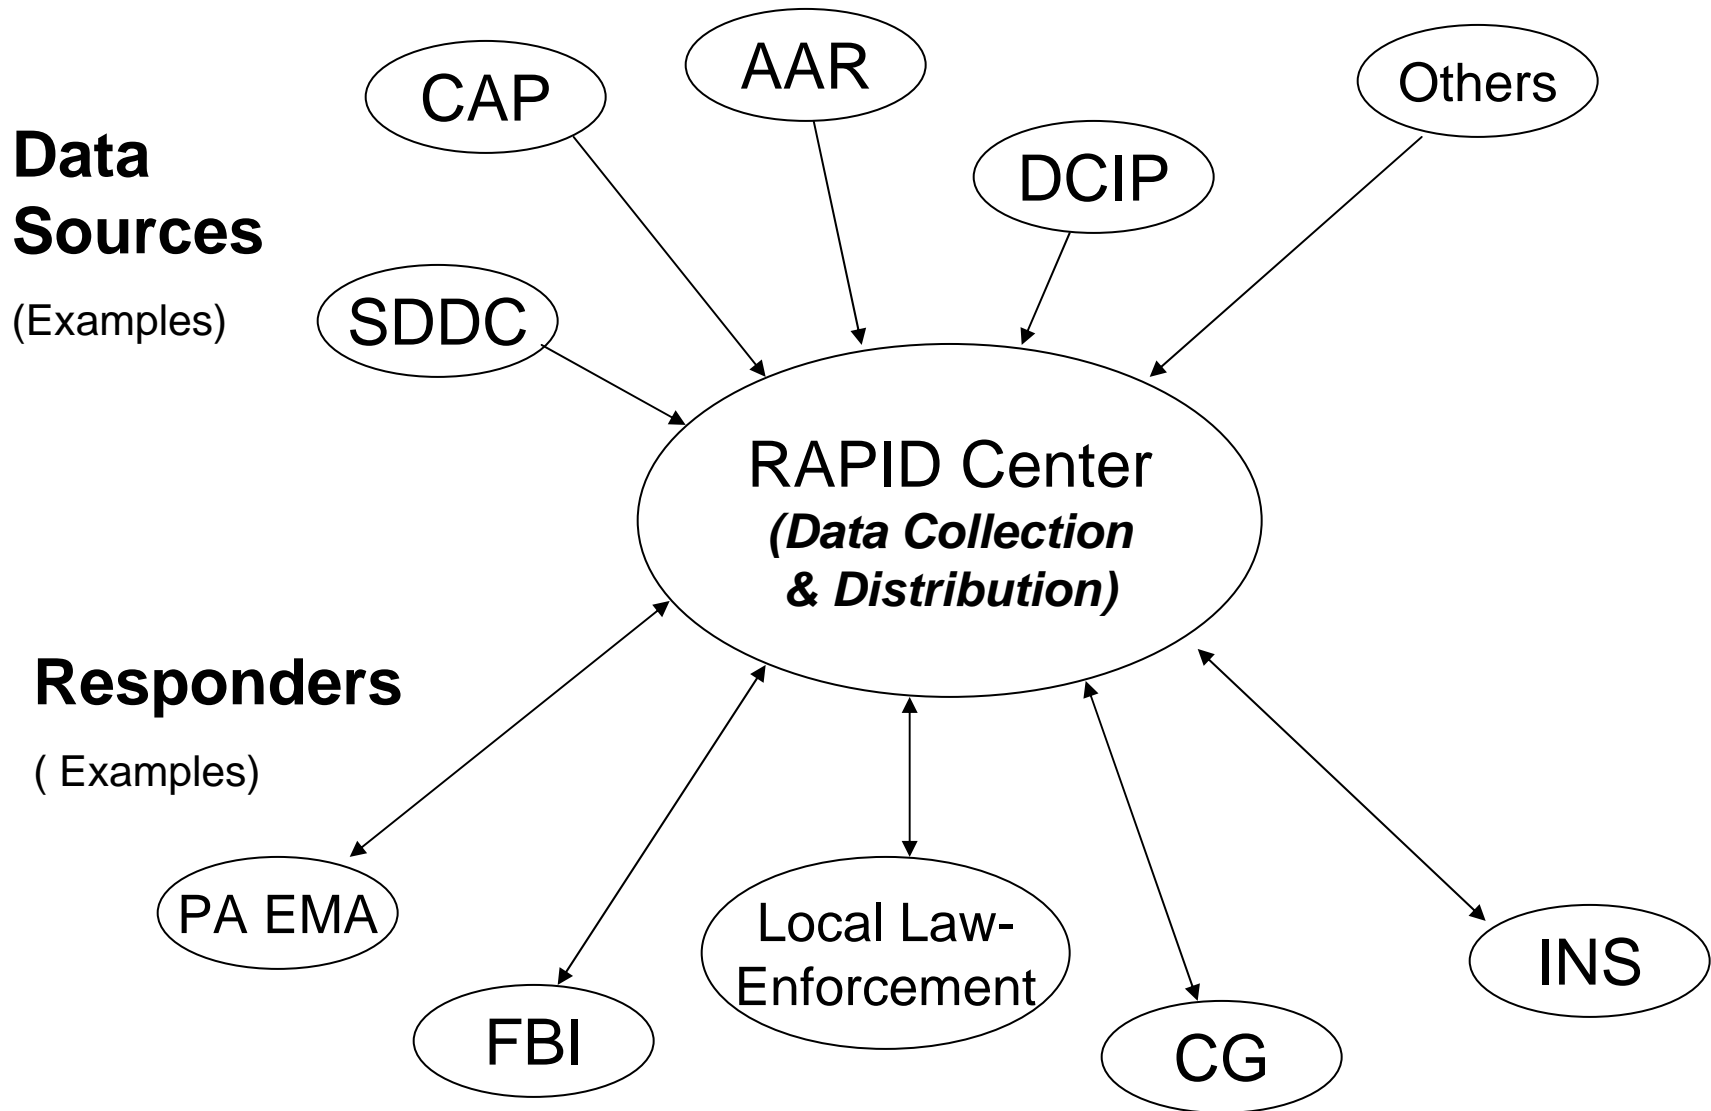 CAP
AAR
Others
Data
Sources
(Examples)
DCIP
SDDC
RAPID Center
(Data Collection
& Distribution)
Responders
( Examples)
PA EMA
FBI
Local Law-
Enforcement
CG
INS